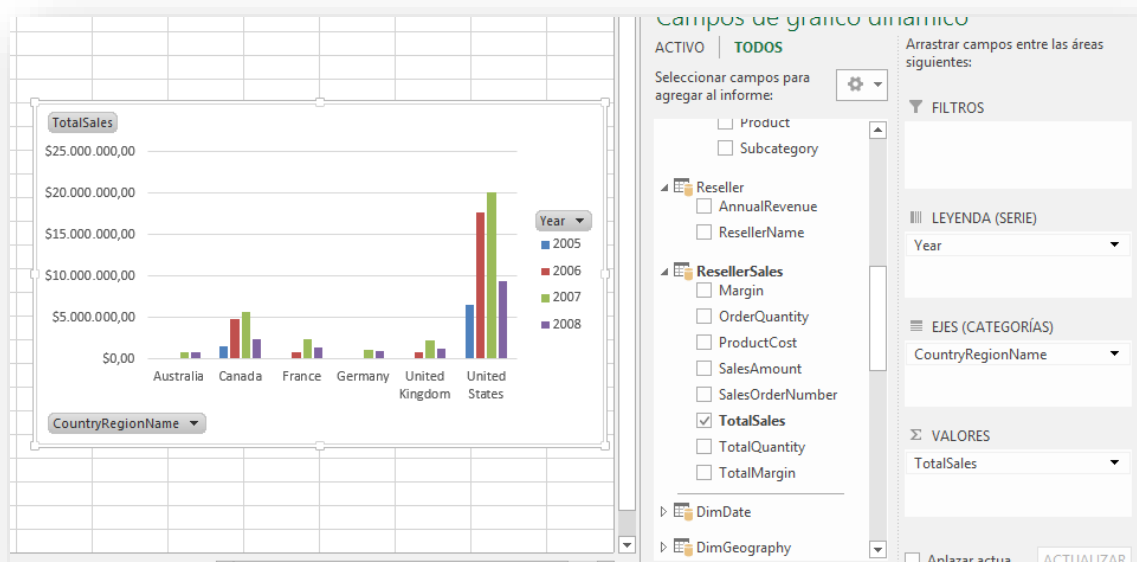 TotalSales
$25.000.000,00
$20.000.000,00
$15.000.000,00
$10.000.000,00
$5.000.000,00
$0,00
Australia
Canada
France
Germany
United
Kingdom
United
States
Year
2005
2006
2007
2008
CountryRegionName
Campos de gráfico dinámico
ACTIVO
TODOS
Seleccionar campos para
agregar al informe:
Product
Subcategory
Reseller
AnnualRevenue
ResellerName
ResellerSales
Margin
OrderQuantity
ProductCost
SalesAmount
SalesOrderNumber
TotalSales
TotalQuantity
TotalMargin
DimDate
DimGeography
Arrastrar campos entre las áreas
siguientes:
FILTROS
LEYENDA (SERIE)
Year
EJES (CATEGORÍAS)
CountryRegionName
Σ VALORES
TotalSales
Aplazar actua...
ACTUALIZAR